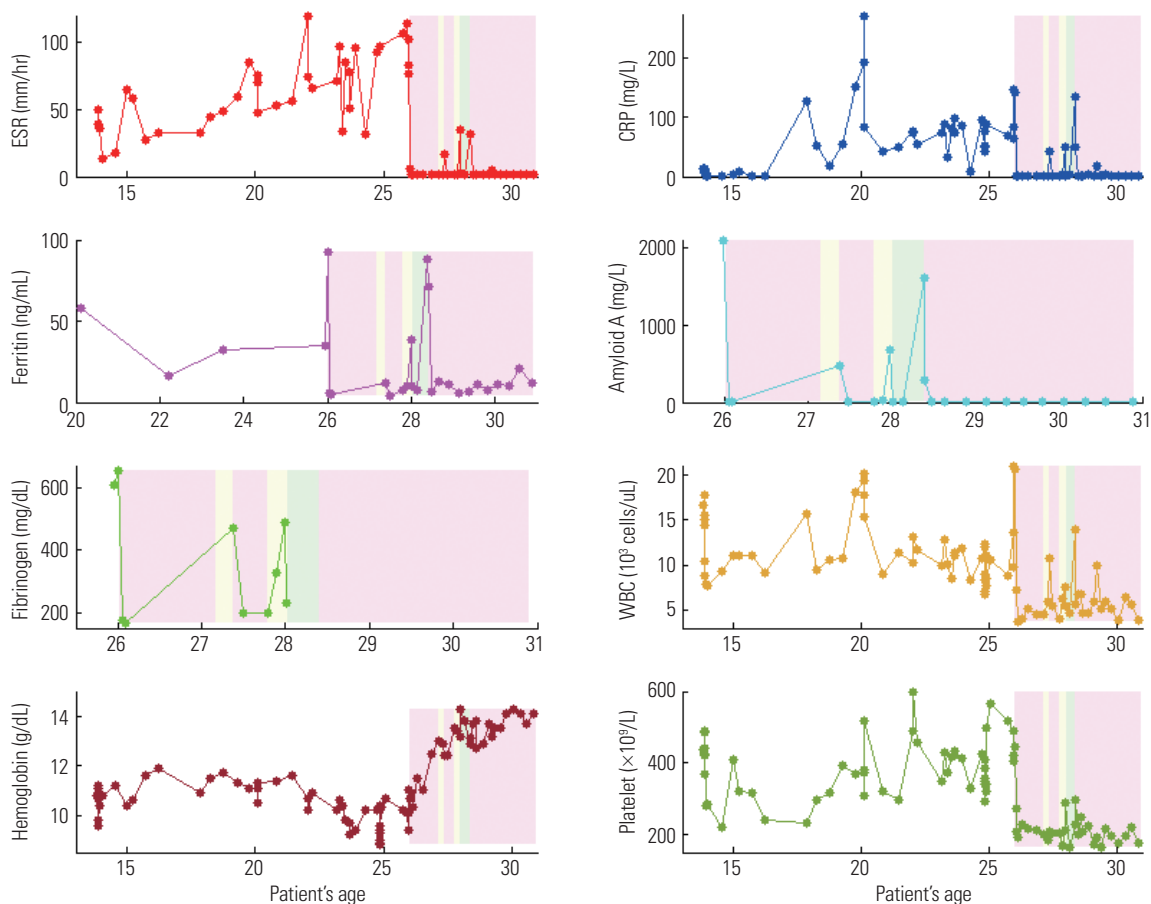 ESR (mm/hr)
100
50
0
15 20 25 30
CRP (mg/L)
200
100
0
15 20 25 30
Ferritin (ng/mL)
100
50
0
20 22 24 26 28 30
Amyloid A (mg/L)
2000
1000
0
26 27 28 29 30 31
Fibrinogen (mg/dL)
600
400
200
26 27 28 29 30 31
WBC (10³ cells/uL)
20
15
10
5
15 20 25 30
Hemoglobin (g/dL)
14
12
10
15 20 25 30
Patient's age
Platelet (×10⁹/L)
600
400
200
15 20 25 30
Patient's age